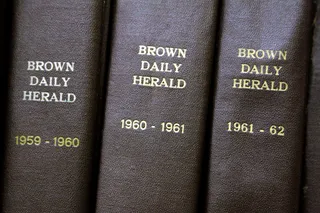 BROWN
DAILY
HERALD
1959 - 1960
BROWN
DAILY
HERALD
1960 - 1961
BROWN
DAILY
HERALD
1961 - 62